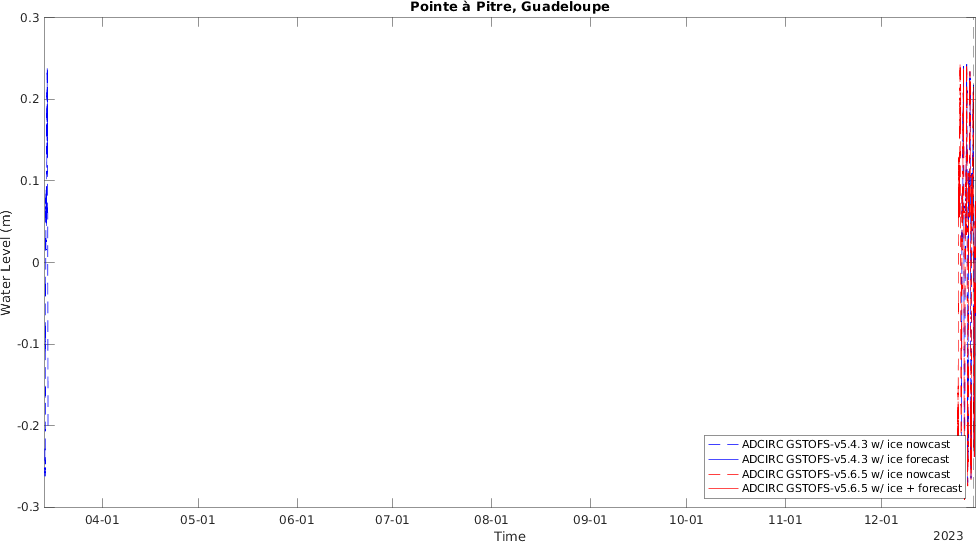 Pointe à Pitre, Guadeloupe
0.3
0.2
0.1
0
-0.1
-0.2
-0.3
Water Level (m)
04-01 05-01 06-01 07-01 08-01 09-01 10-01 11-01 12-01
Time
2023
ADCIRC GSTOFS-v5.4.3 w/ ice nowcast
ADCIRC GSTOFS-v5.4.3 w/ ice forecast
ADCIRC GSTOFS-v5.6.5 w/ ice nowcast
ADCIRC GSTOFS-v5.6.5 w/ ice + forecast